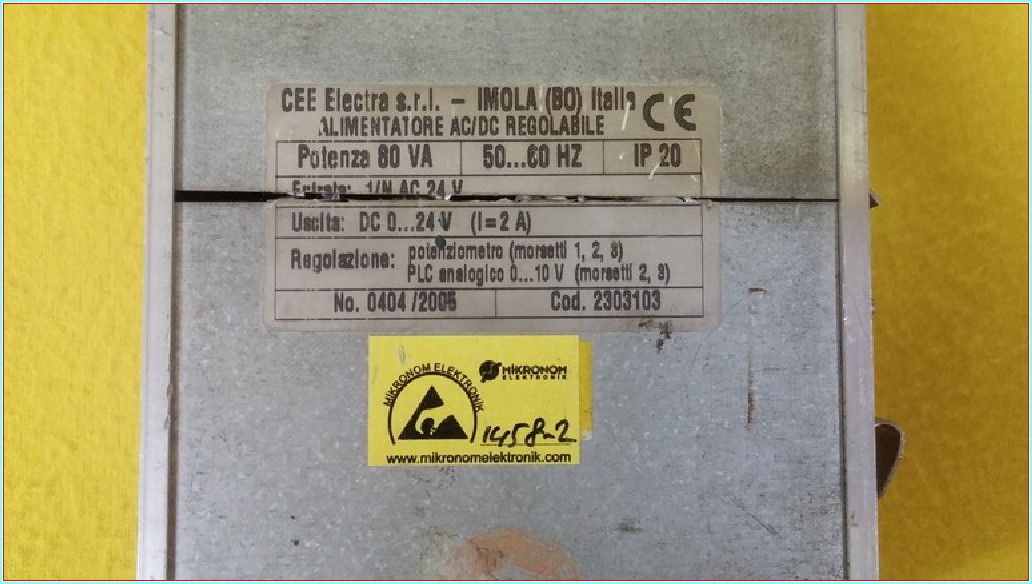 CEE Electra s.r.l. - IMOLA (BO) Italia
CE
ALIMENTATORE AC/DC REGOLABILE
Potenza 80 VA 50...60 HZ IP 20
Entrata: 1/N AC 24 V
Uscita: DC 0...24 V (I = 2 A)
Regolazione: potenziometro (morsetti 1, 2, 3)
PLC analogico 0...10 V (morsetti 2, 3)
No. 0404 /2005 Cod. 2303103
MIKRONOM ELEKTRONIK
MİKRONOM
ELEKTRONIK
1458-2
www.mikronomelektronik.com